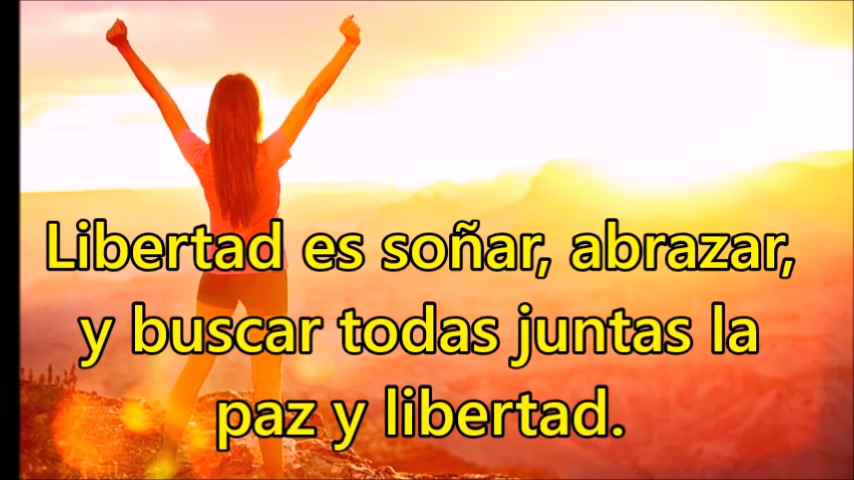 Libertad es soñar, abrazar,
y buscar todas juntas la
paz y libertad.